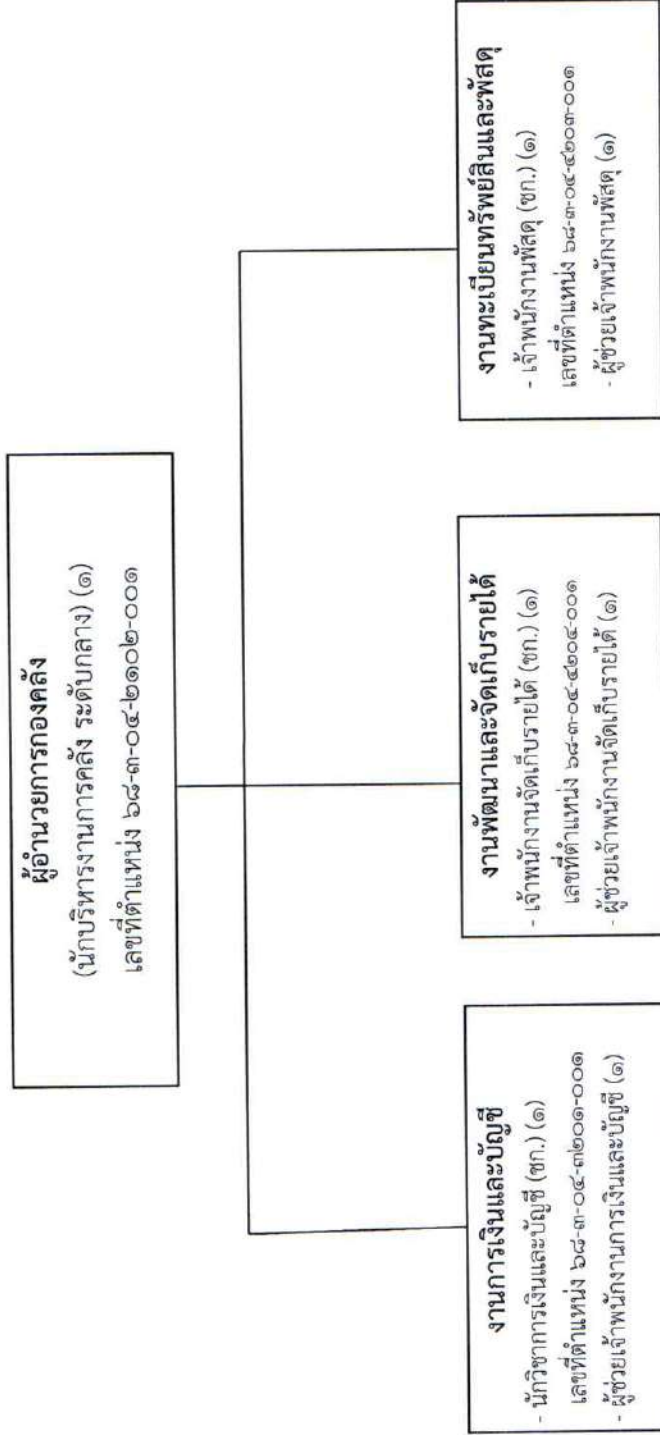 ผู้อำนวยการกองคลัง
(นักบริหารงานการคลัง ระดับกลาง) (๑)
เลขที่ตำแหน่ง ๖๘-๓-๐๔-๒๑๐๒-๐๐๑
งานการเงินและบัญชี
- นักวิชาการเงินและบัญชี (ชก.) (๑)
เลขที่ตำแหน่ง ๖๘-๓-๐๔-๓๒๐๑-๐๐๑
- ผู้ช่วยเจ้าพนักงานการเงินและบัญชี (๑)
งานพัฒนาและจัดเก็บรายได้
- เจ้าพนักงานจัดเก็บรายได้ (ชก.) (๑)
เลขที่ตำแหน่ง ๖๘-๓-๐๔-๔๒๐๔-๐๐๑
- ผู้ช่วยเจ้าพนักงานจัดเก็บรายได้ (๑)
งานทะเบียนทรัพย์สินและพัสดุ
- เจ้าพนักงานพัสดุ (ชก.) (๑)
เลขที่ตำแหน่ง ๖๘-๓-๐๔-๔๒๐๓-๐๐๑
- ผู้ช่วยเจ้าพนักงานพัสดุ (๑)